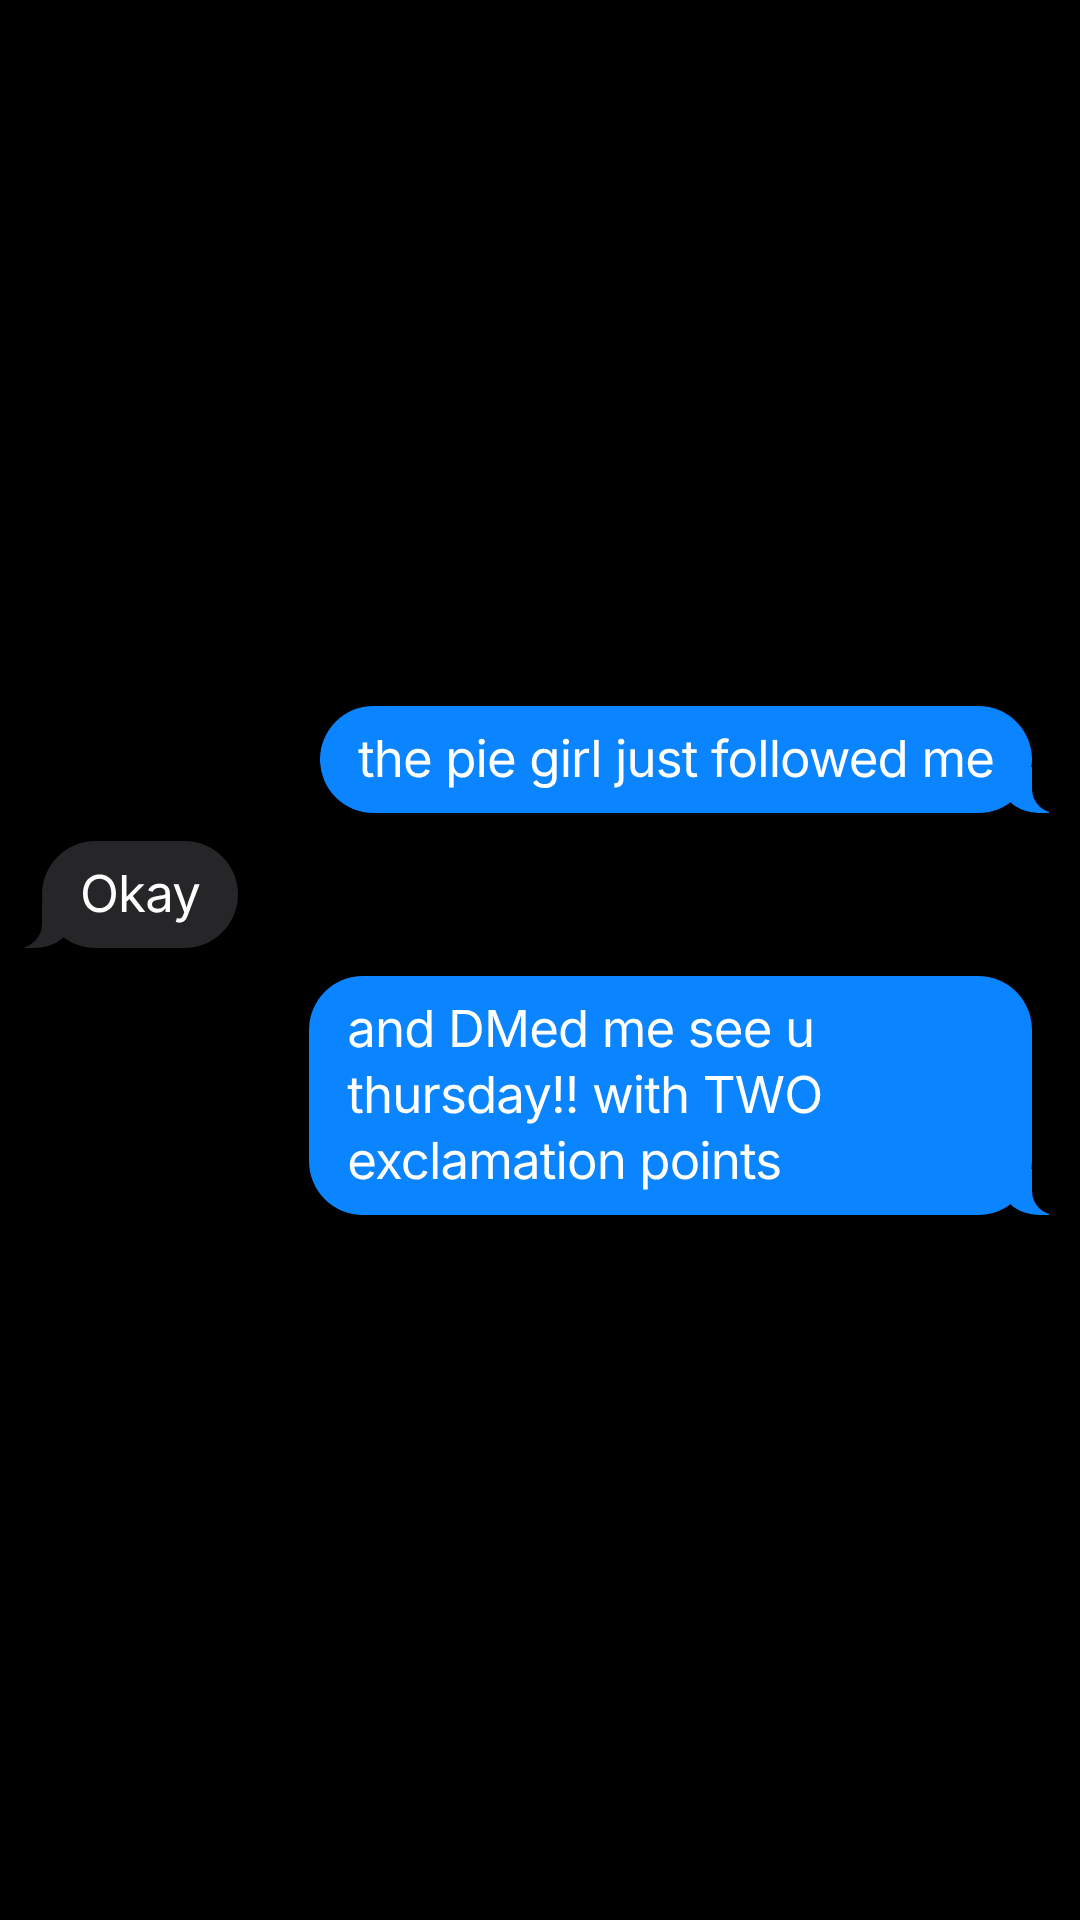 the pie girl just followed me
Okay
and DMed me see u
thursday!! with TWO
exclamation points